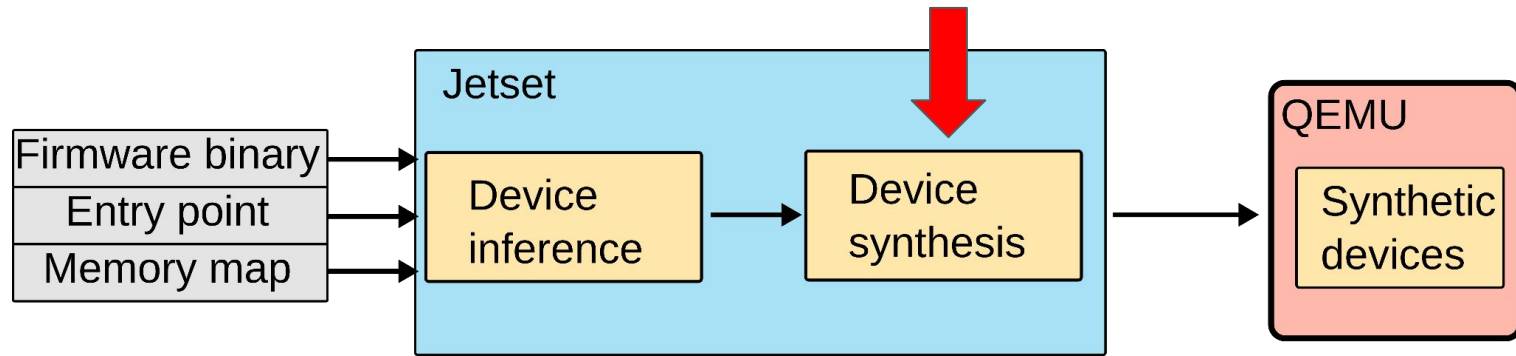 Jetset
Firmware binary
Entry point
Memory map
Device
inference
Device
synthesis
QEMU
Synthetic
devices